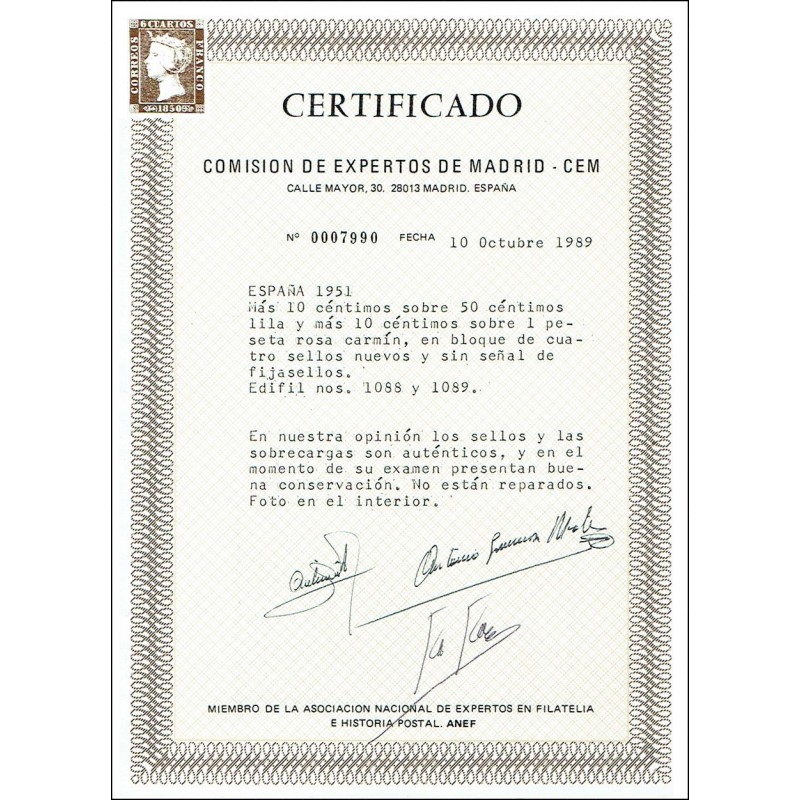 6 CUARTOS
CORREOS
FRANCO
1850
CERTIFICADO
COMISION DE EXPERTOS DE MADRID - CEM
CALLE MAYOR, 30. 28013 MADRID. ESPAÑA
Nº 0007990 FECHA 10 Octubre 1989
ESPAÑA 1951
Más 10 céntimos sobre 50 céntimos
lila y más 10 céntimos sobre 1 pe-
seta rosa carmín, en bloque de cua-
tro sellos nuevos y sin señal de
fijasellos.
Edifil nos. 1088 y 1089.
En nuestra opinión los sellos y las
sobrecargas son auténticos, y en el
momento de su examen presentan bue-
na conservación. No están reparados.
Foto en el interior.
Antonio
MIEMBRO DE LA ASOCIACION NACIONAL DE EXPERTOS EN FILATELIA
E HISTORIA POSTAL. ANEF